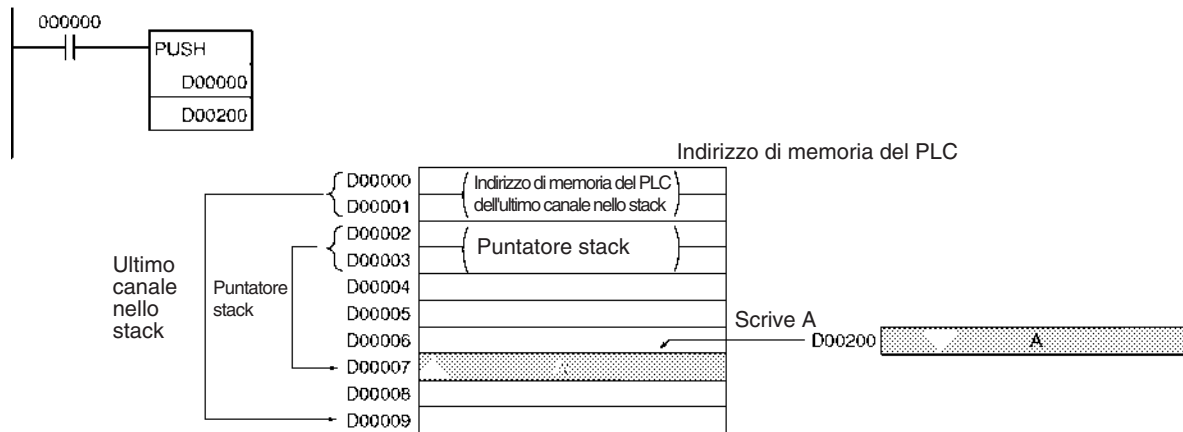 000000
PUSH
D00000
D00200
Indirizzo di memoria del PLC
D00000
D00001
Indirizzo di memoria del PLC
dell'ultimo canale nello stack
D00002
D00003
Puntatore stack
Ultimo
canale
nello
stack
Puntatore
stack
D00004
D00005
D00006
Scrive A
D00200
A
D00007
A
D00008
D00009